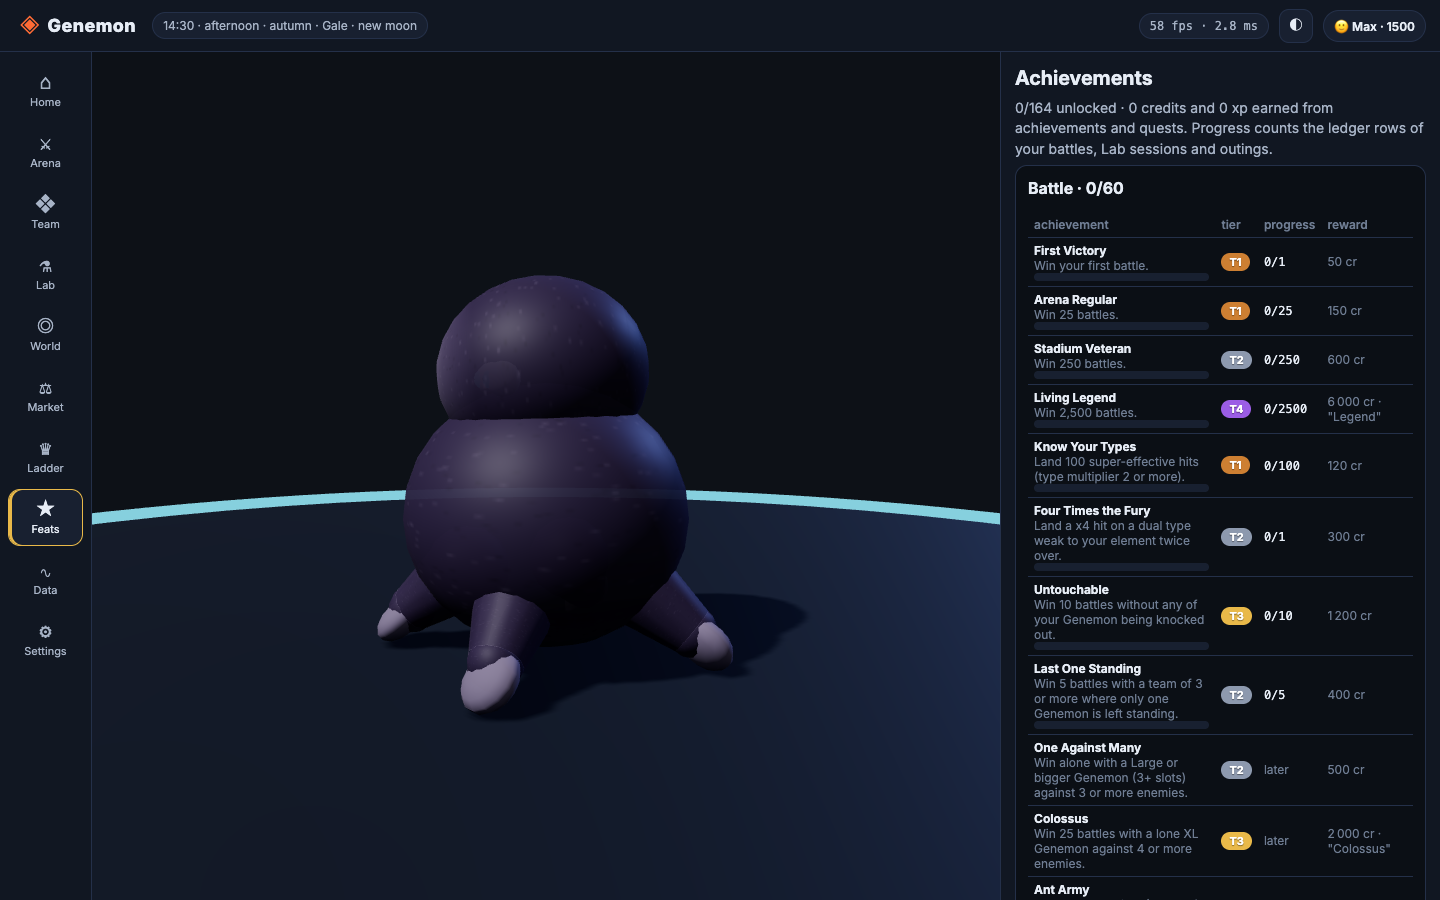 Genemon
14:30 · afternoon · autumn · Gale · new moon
58 fps · 2.8 ms
Max · 1500
Home
Arena
Team
Lab
World
Market
Ladder
Feats
Data
Settings
Achievements
0/164 unlocked · 0 credits and 0 xp earned from
achievements and quests. Progress counts the ledger rows of
your battles, Lab sessions and outings.
Battle · 0/60
achievement tier progress reward
First Victory
Win your first battle.
T1 0/1 50 cr
Arena Regular
Win 25 battles.
T1 0/25 150 cr
Stadium Veteran
Win 250 battles.
T2 0/250 600 cr
Living Legend
Win 2,500 battles.
T4 0/2500 6 000 cr ·
"Legend"
Know Your Types
Land 100 super-effective hits
(type multiplier 2 or more).
T1 0/100 120 cr
Four Times the Fury
Land a x4 hit on a dual type
weak to your element twice
over.
T2 0/1 300 cr
Untouchable
Win 10 battles without any of
your Genemon being knocked
out.
T3 0/10 1 200 cr
Last One Standing
Win 5 battles with a team of 3
or more where only one
Genemon is left standing.
T2 0/5 400 cr
One Against Many
Win alone with a Large or
bigger Genemon (3+ slots)
against 3 or more enemies.
T2 later 500 cr
Colossus
Win 25 battles with a lone XL
Genemon against 4 or more
enemies.
T3 later 2 000 cr ·
"Colossus"
Ant Army